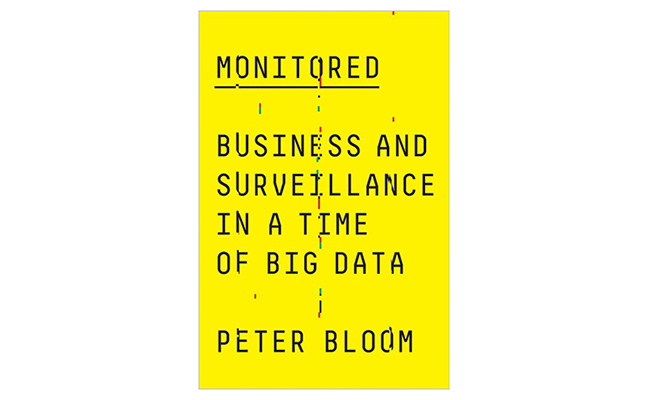 MONITORED
BUSINESS AND
SURVEILLANCE
IN A TIME
OF BIG DATA
PETER BLOOM